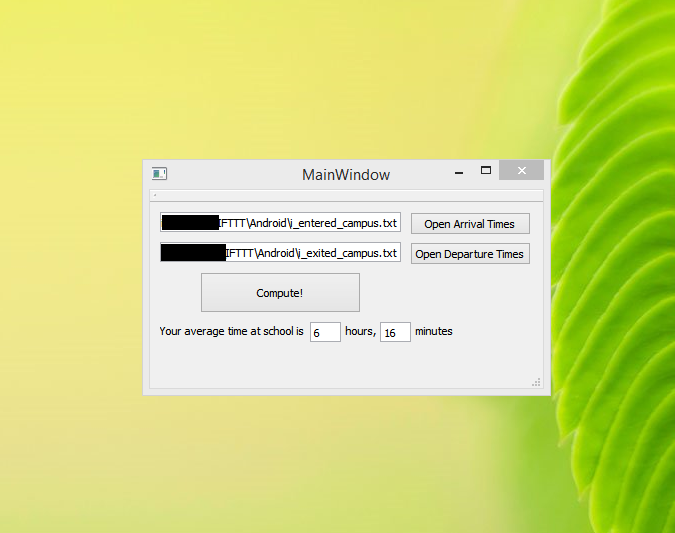 MainWindow
IFTTT\Android\i_entered_campus.txt Open Arrival Times
IFTTT\Android\i_exited_campus.txt Open Departure Times
Compute!
Your average time at school is 6 hours, 16 minutes